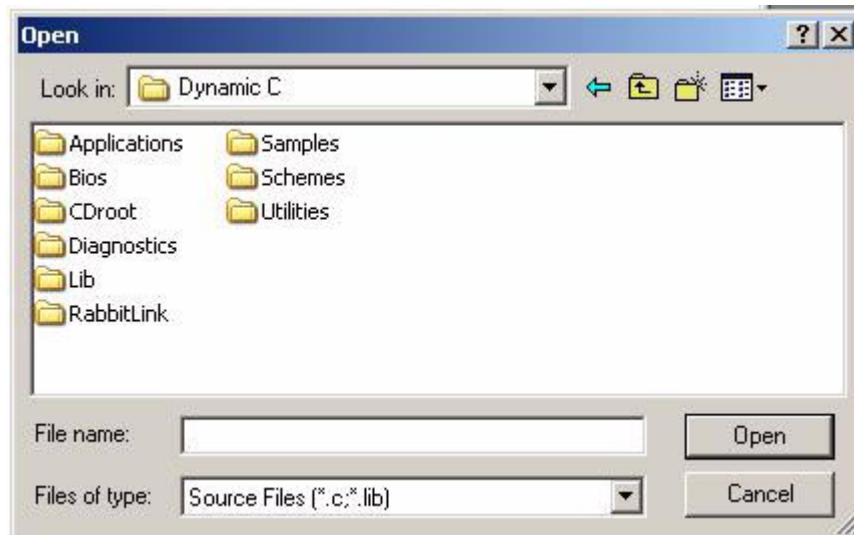 Open
Look in: Dynamic C
Applications
Bios
CDroot
Diagnostics
Lib
RabbitLink
Samples
Schemes
Utilities
File name:
Open
Files of type: Source Files (*.c;*.lib)
Cancel